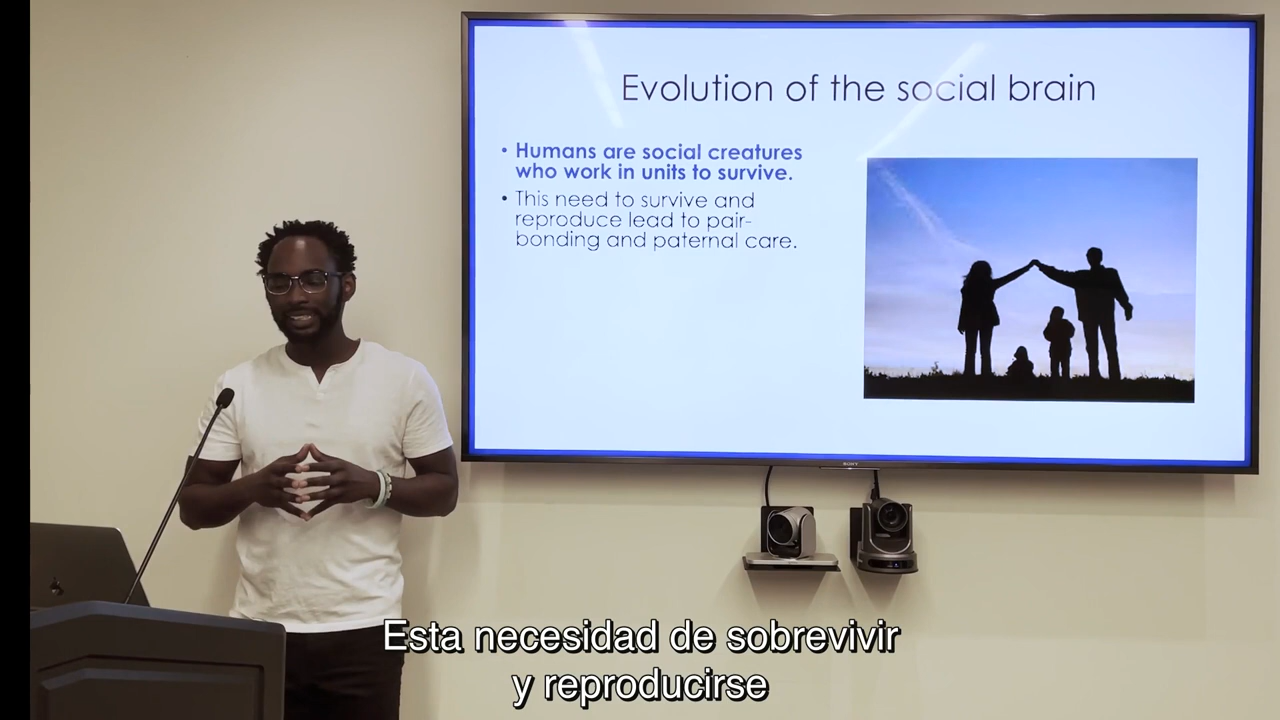 Evolution of the social brain
• Humans are social creatures
who work in units to survive.
• This need to survive and
reproduce lead to pair-
bonding and paternal care.
SONY
Esta necesidad de sobrevivir
y reproducirse